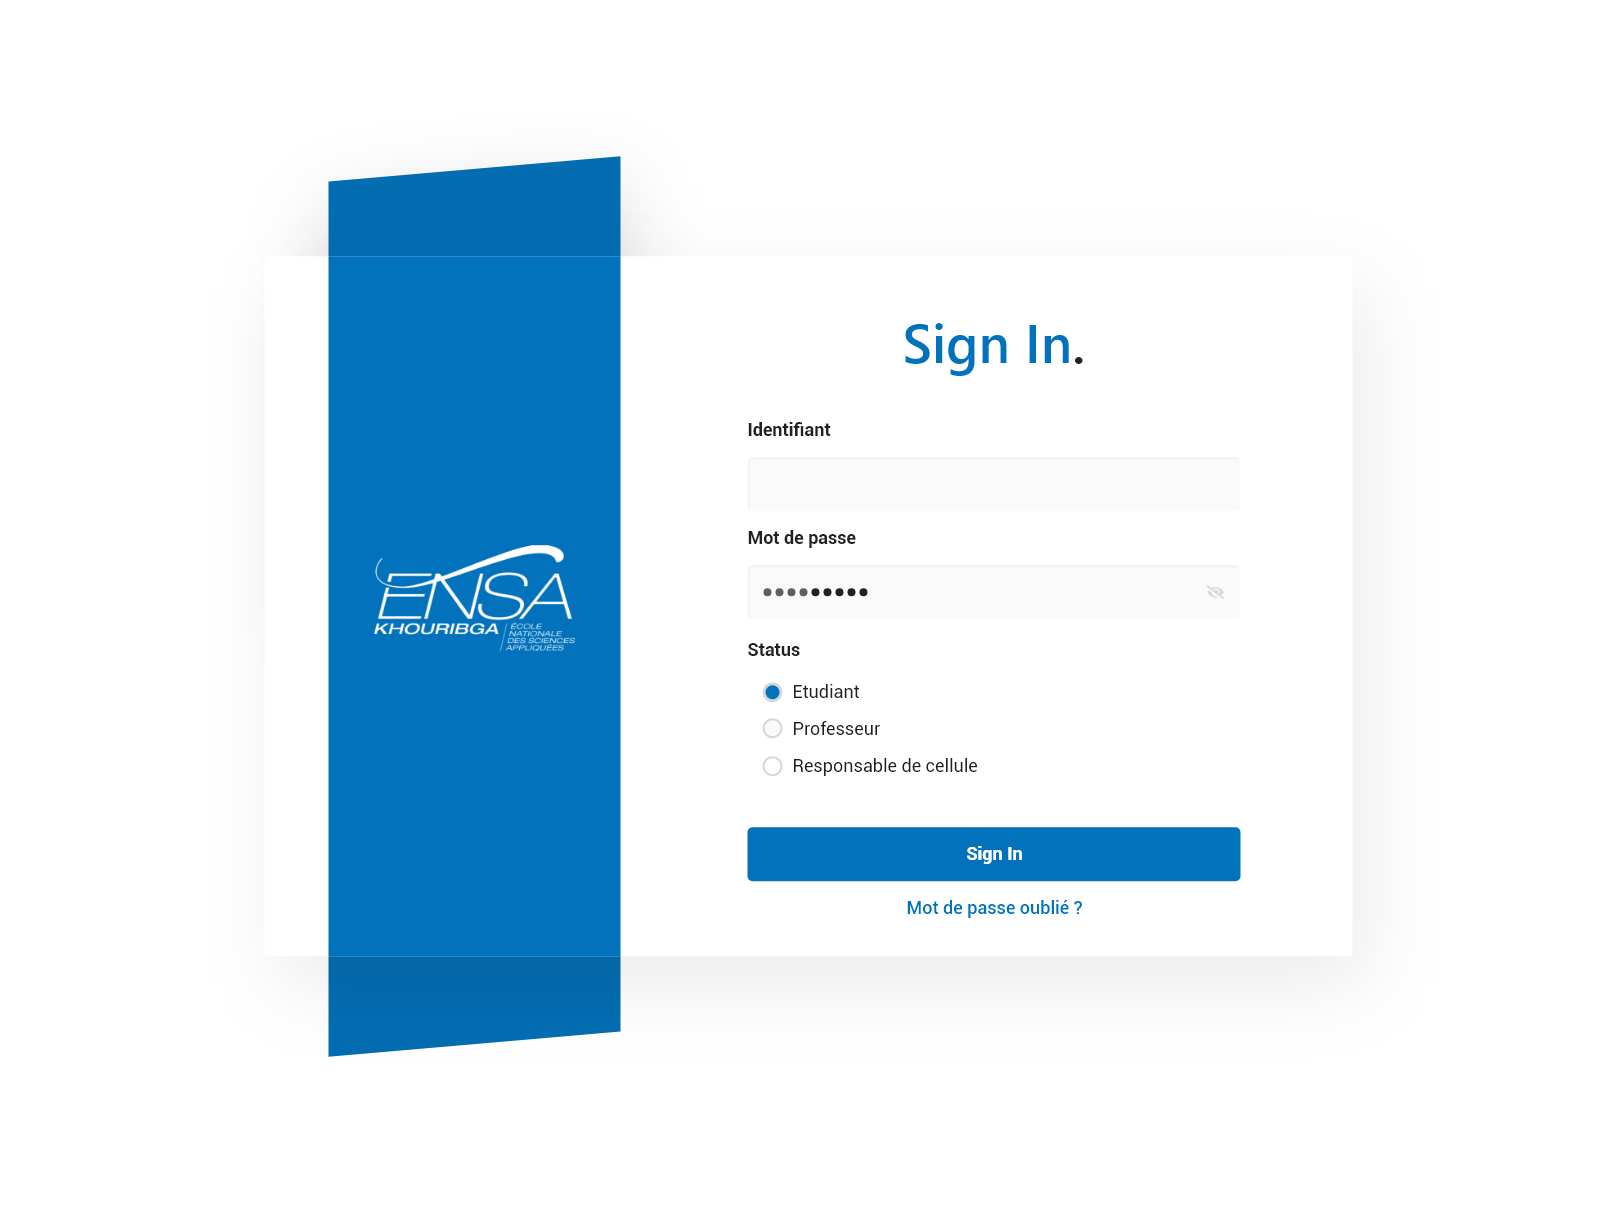 Sign In.
Identifiant
Mot de passe
•••••••••
Status
Etudiant
Professeur
Responsable de cellule
Sign In
Mot de passe oublié ?
ENSA
KHOURIBGA
ÉCOLE
NATIONALE
DES SCIENCES
APPLIQUÉES